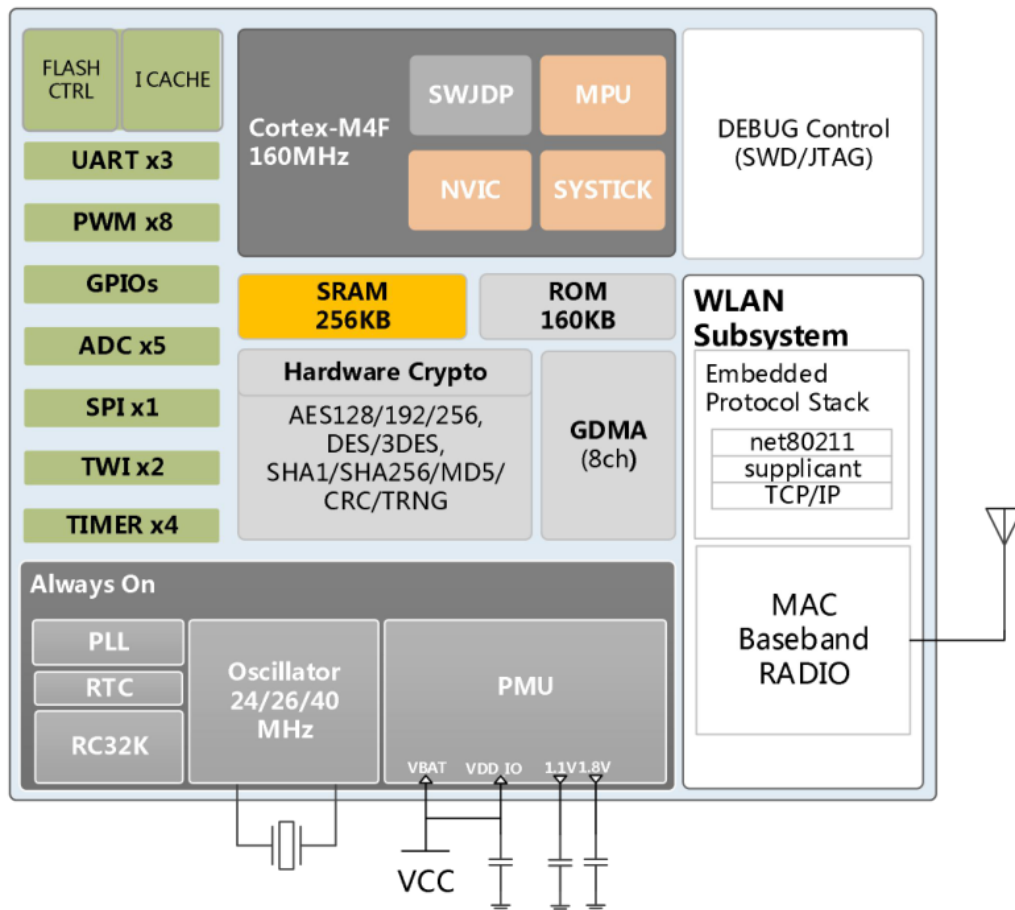 FLASH
CTRL
I CACHE
UART x3
PWM x8
GPIOs
ADC x5
SPI x1
TWI x2
TIMER x4
Cortex-M4F
160MHz
SWJDP
MPU
NVIC
SYSTICK
DEBUG Control
(SWD/JTAG)
SRAM
256KB
ROM
160KB
Hardware Crypto
AES128/192/256,
DES/3DES,
SHA1/SHA256/MD5/
CRC/TRNG
GDMA
(8ch)
WLAN
Subsystem
Embedded
Protocol Stack
net80211
supplicant
TCP/IP
MAC
Baseband
RADIO
Always On
PLL
RTC
RC32K
Oscillator
24/26/40
MHz
PMU
VBAT
VDD_IO
1.1V
1.8V
VCC